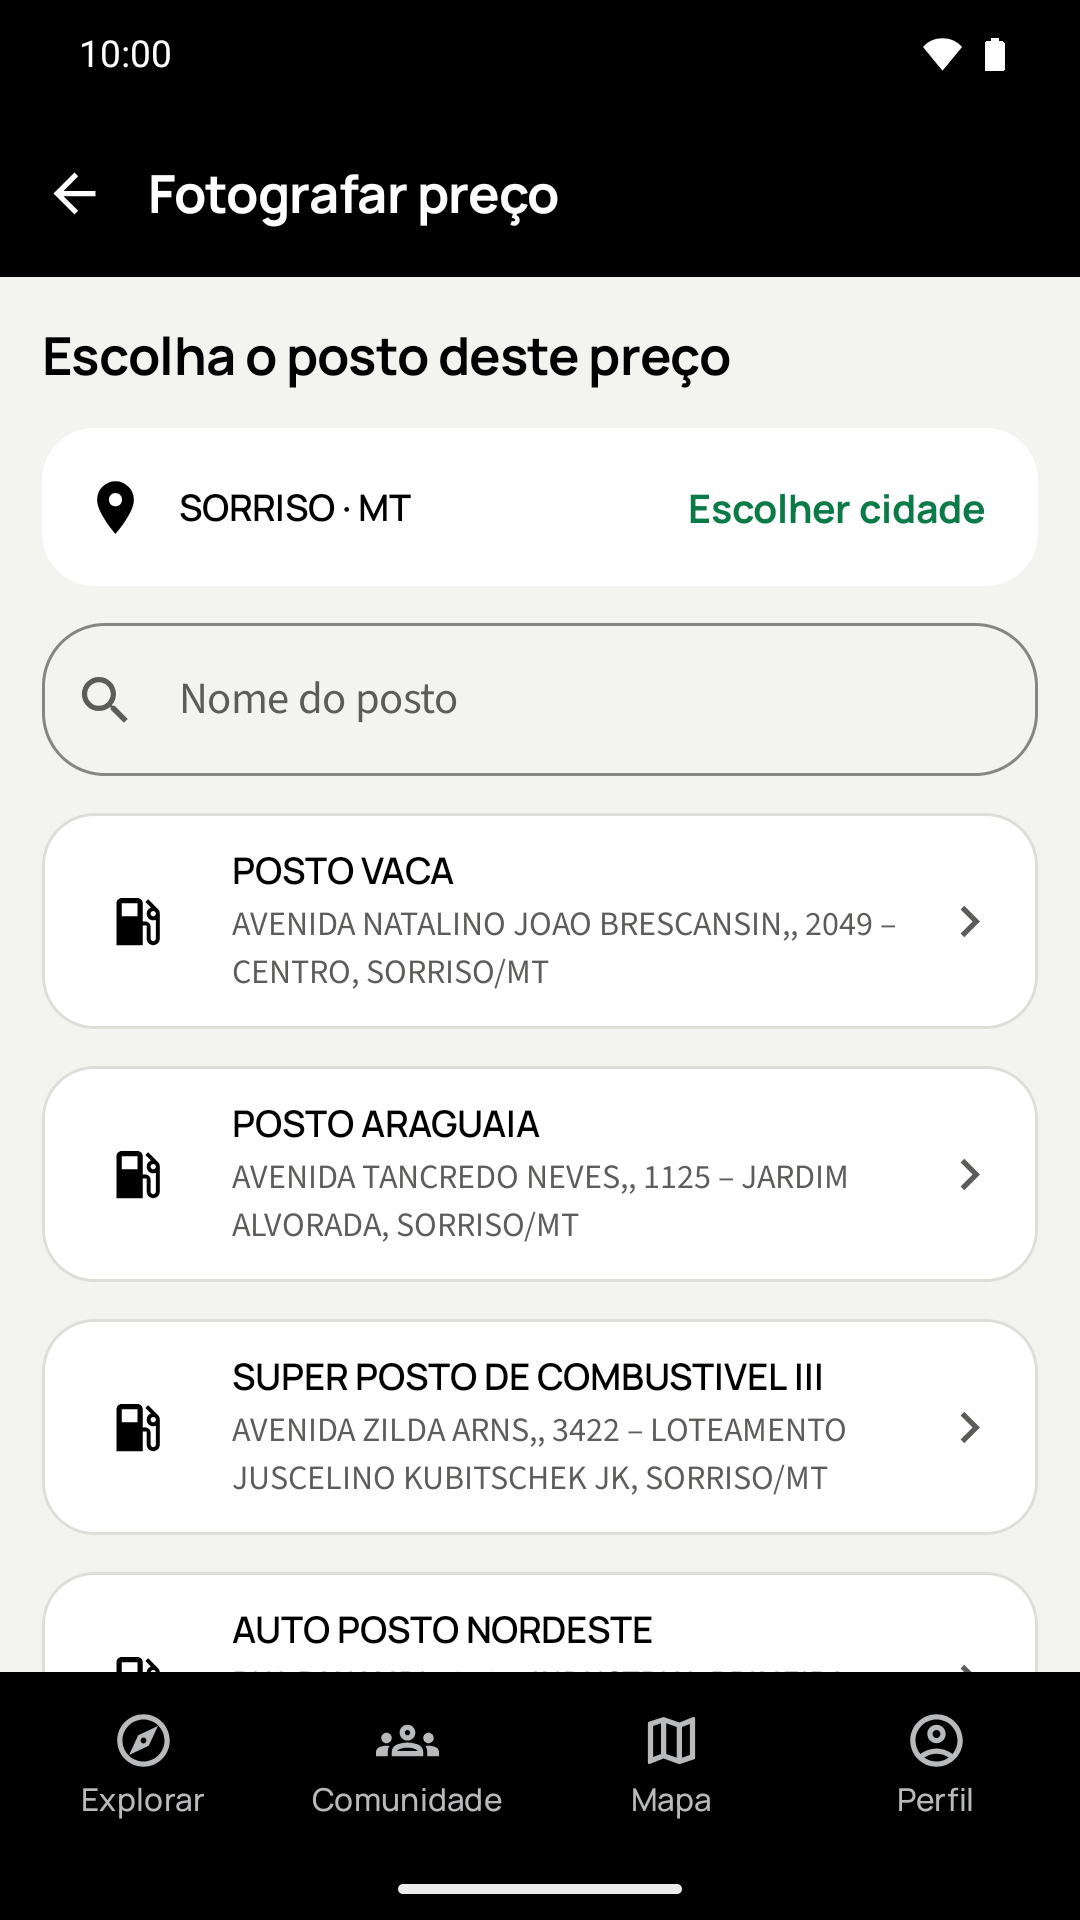 10:00
Fotografar preço
Escolha o posto deste preço
SORRISO · MT
Escolher cidade
Nome do posto
POSTO VACA
AVENIDA NATALINO JOAO BRESCANSIN,, 2049 –
CENTRO, SORRISO/MT
POSTO ARAGUAIA
AVENIDA TANCREDO NEVES,, 1125 – JARDIM
ALVORADA, SORRISO/MT
SUPER POSTO DE COMBUSTIVEL III
AVENIDA ZILDA ARNS,, 3422 – LOTEAMENTO
JUSCELINO KUBITSCHEK JK, SORRISO/MT
AUTO POSTO NORDESTE
Explorar
Comunidade
Mapa
Perfil